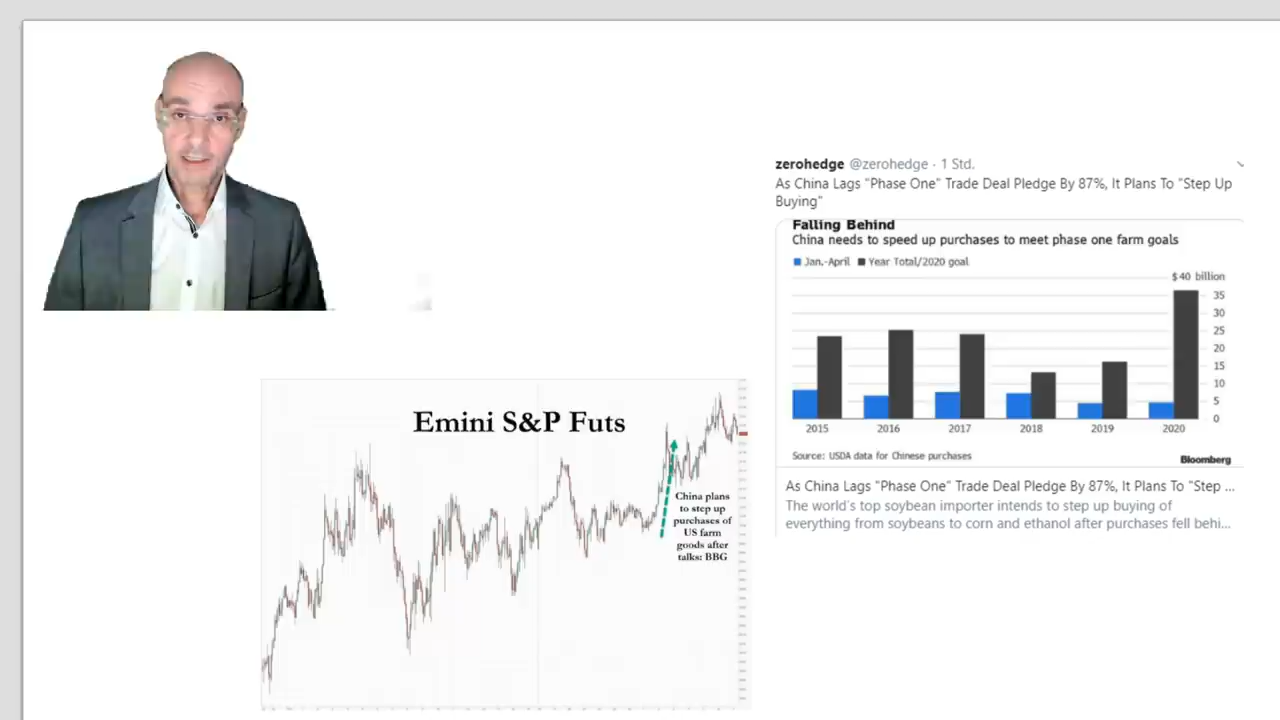 zerohedge @zerohedge · 1 Std.
As China Lags "Phase One" Trade Deal Pledge By 87%, It Plans To "Step Up
Buying"
Falling Behind
China needs to speed up purchases to meet phase one farm goals
Jan.-April Year Total/2020 goal
$40 billion
35
30
25
20
15
10
5
0
2015 2016 2017 2018 2019 2020
Source: USDA data for Chinese purchases
Bloomberg
As China Lags "Phase One" Trade Deal Pledge By 87%, It Plans To "Step ...
The world's top soybean importer intends to step up buying of
everything from soybeans to corn and ethanol after purchases fell behi...
Emini S&P Futs
China plans
to step up
purchases of
US farm
goods after
talks: BBG